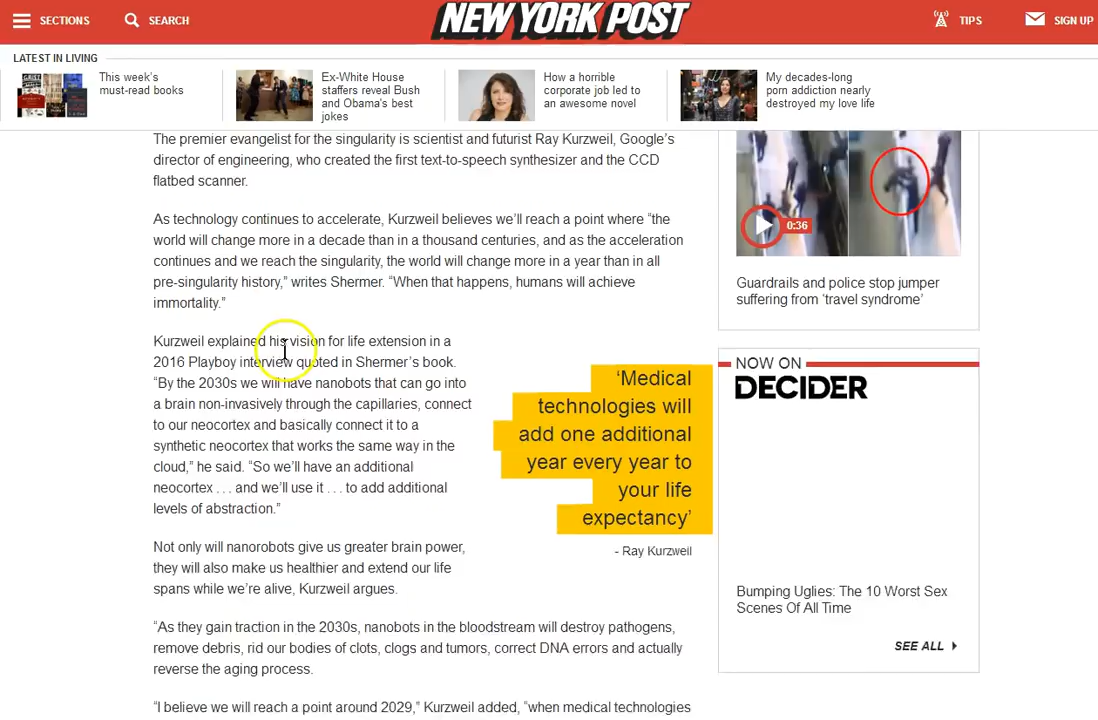 SECTIONS
SEARCH
NEW YORK POST
TIPS
SIGN UP
LATEST IN LIVING
This week's
must-read books
Ex-White House
staffers reveal Bush
and Obama's best
jokes
How a horrible
corporate job led to
an awesome novel
My decades-long
porn addiction nearly
destroyed my love life
The premier evangelist for the singularity is scientist and futurist Ray Kurzweil, Google's
director of engineering, who created the first text-to-speech synthesizer and the CCD
flatbed scanner.
As technology continues to accelerate, Kurzweil believes we'll reach a point where “the
world will change more in a decade than in a thousand centuries, and as the acceleration
continues and we reach the singularity, the world will change more in a year than in all
pre-singularity history,” writes Shermer. “When that happens, humans will achieve
immortality.”
Kurzweil explained his vision for life extension in a
2016 Playboy interview quoted in Shermer's book.
“By the 2030s we will have nanobots that can go into
a brain non-invasively through the capillaries, connect
to our neocortex and basically connect it to a
synthetic neocortex that works the same way in the
cloud,” he said. “So we'll have an additional
neocortex . . . and we'll use it . . . to add additional
levels of abstraction.”
Not only will nanorobots give us greater brain power,
they will also make us healthier and extend our life
spans while we're alive, Kurzweil argues.
“As they gain traction in the 2030s, nanobots in the bloodstream will destroy pathogens,
remove debris, rid our bodies of clots, clogs and tumors, correct DNA errors and actually
reverse the aging process.
“I believe we will reach a point around 2029,” Kurzweil added, “when medical technologies
‘Medical
technologies will
add one additional
year every year to
your life
expectancy’
- Ray Kurzweil
0:36
Guardrails and police stop jumper
suffering from ‘travel syndrome’
NOW ON
DECIDER
Bumping Uglies: The 10 Worst Sex
Scenes Of All Time
SEE ALL